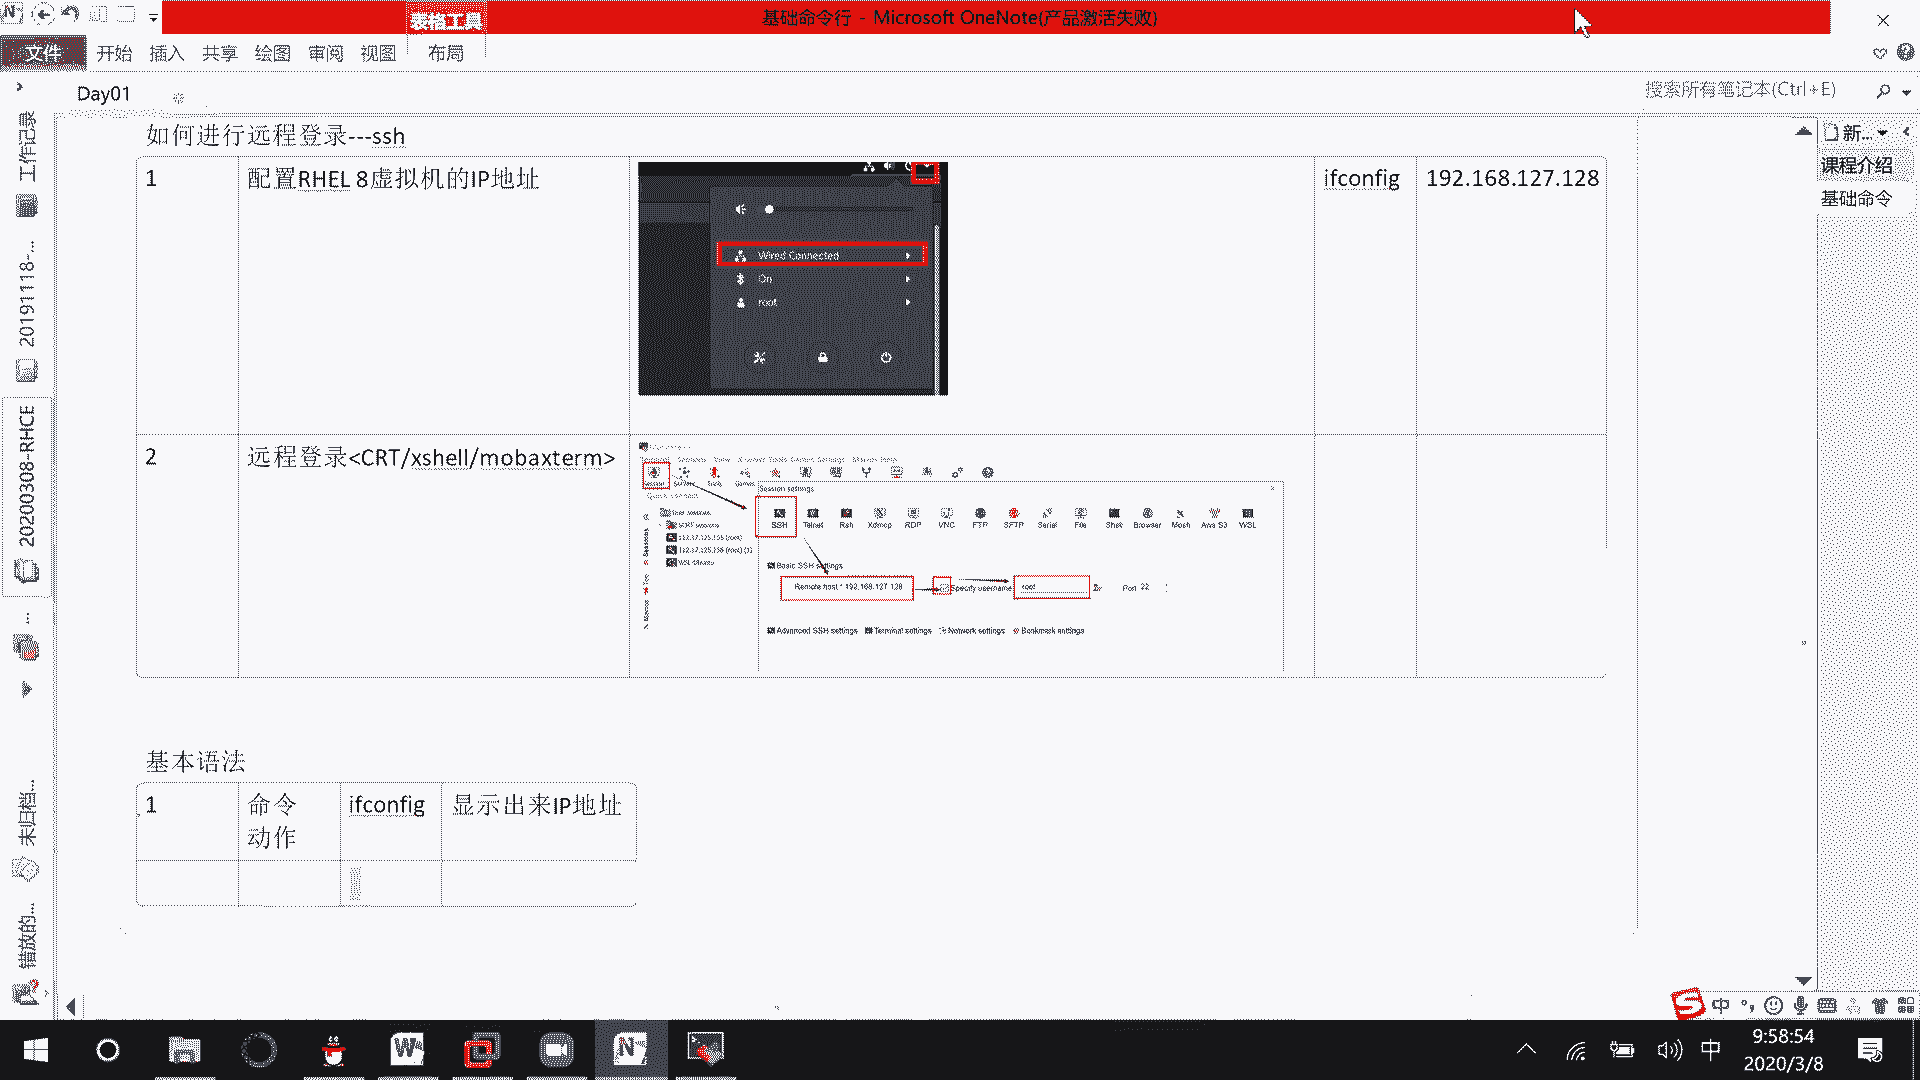 表格工具
基础命令行 - Microsoft OneNote(产品激活失败)
文件 开始 插入 共享 绘图 审阅 视图 布局
Day01
搜索所有笔记本(Ctrl+E)
工作记录
20191118-...
20200308-RHCE
...
未归档...
错放的...
新...
课程介绍
基础命令
如何进行远程登录---ssh
1 配置RHEL 8虚拟机的IP地址 ifconfig 192.168.127.128
Wired Connected
On
root
2 远程登录<CRT/xshell/mobaxterm>
Session settings
SSH Telnet Rsh Xdmcp RDP VNC FTP SFTP Serial File Shell Browser Mosh Aws S3 WSL
Basic SSH settings
Remote host * 192.168.127.128 Specify username root Port 22
Advanced SSH settings Terminal settings Network settings Bookmark settings
基本语法
1 命令 ifconfig 显示出来IP地址
动作
中
中
9:58:54
2020/3/8